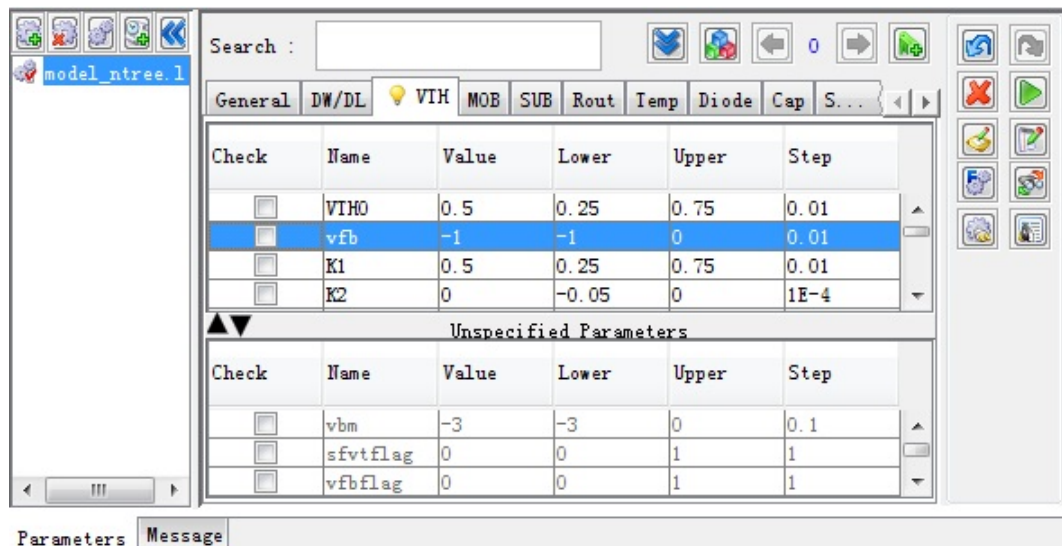 Search :
0
model_ntree.l
General DW/DL VTH MOB SUB Rout Temp Diode Cap S...
Check Name Value Lower Upper Step
VTH0 0.5 0.25 0.75 0.01
vfb -1 -1 0 0.01
K1 0.5 0.25 0.75 0.01
K2 0 -0.05 0 1E-4
Unspecified Parameters
Check Name Value Lower Upper Step
vbm -3 -3 0 0.1
sfvtflag 0 0 1 1
vfbflag 0 0 1 1
Parameters Message